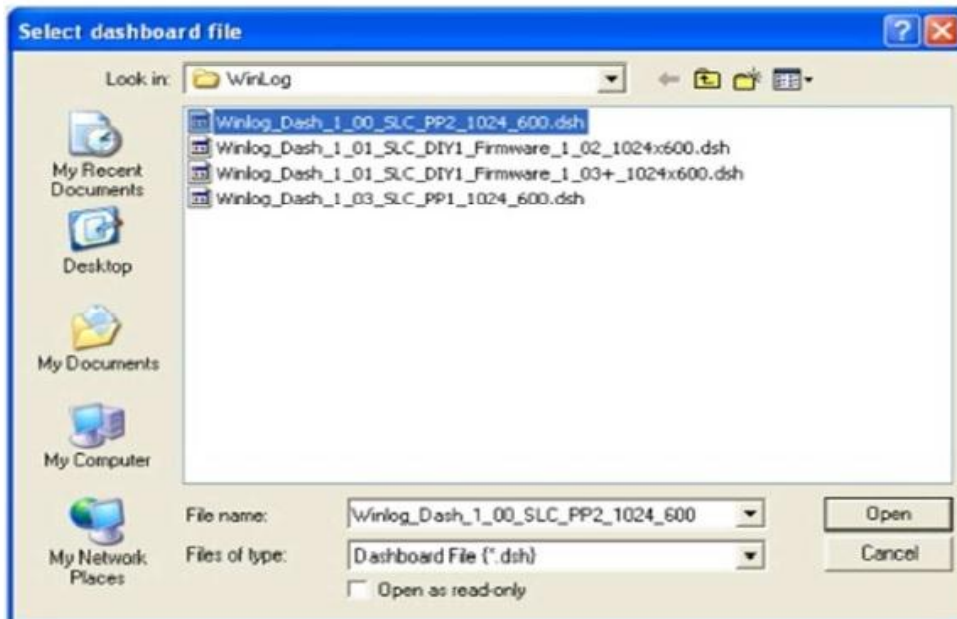 Select dashboard file
Look in: WinLog
Winlog_Dash_1_00_SLC_PP2_1024_600.dsh
Winlog_Dash_1_01_SLC_DIY1_Firmware_1_02_1024x600.dsh
Winlog_Dash_1_01_SLC_DIY1_Firmware_1_03+_1024x600.dsh
Winlog_Dash_1_03_SLC_PP1_1024_600.dsh
My Recent
Documents
Desktop
My Documents
My Computer
My Network
Places
File name: Winlog_Dash_1_00_SLC_PP2_1024_600 Open
Files of type: Dashboard File {*.dsh} Cancel
Open as read-only